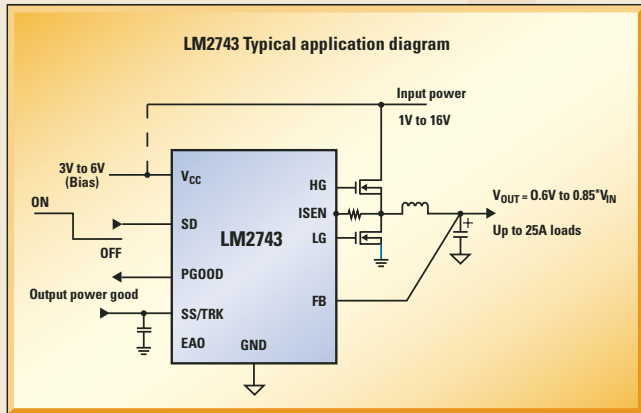 LM2743 Typical application diagram
Input power
1V to 16V
3V to 6V
(Bias)
VCC
ON
HG
ISEN
VOUT = 0.6V to 0.85*VIN
SD
LM2743
LG
Up to 25A loads
OFF
PGOOD
Output power good
FB
SS/TRK
EAO
GND
+